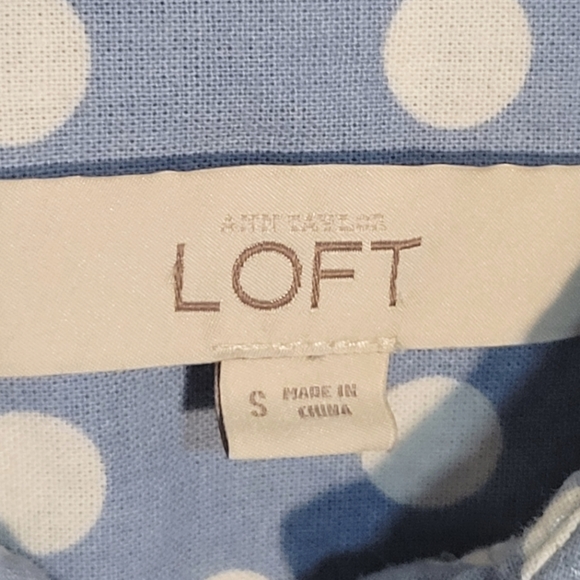 ANN TAYLOR
LOFT
S
MADE IN
CHINA